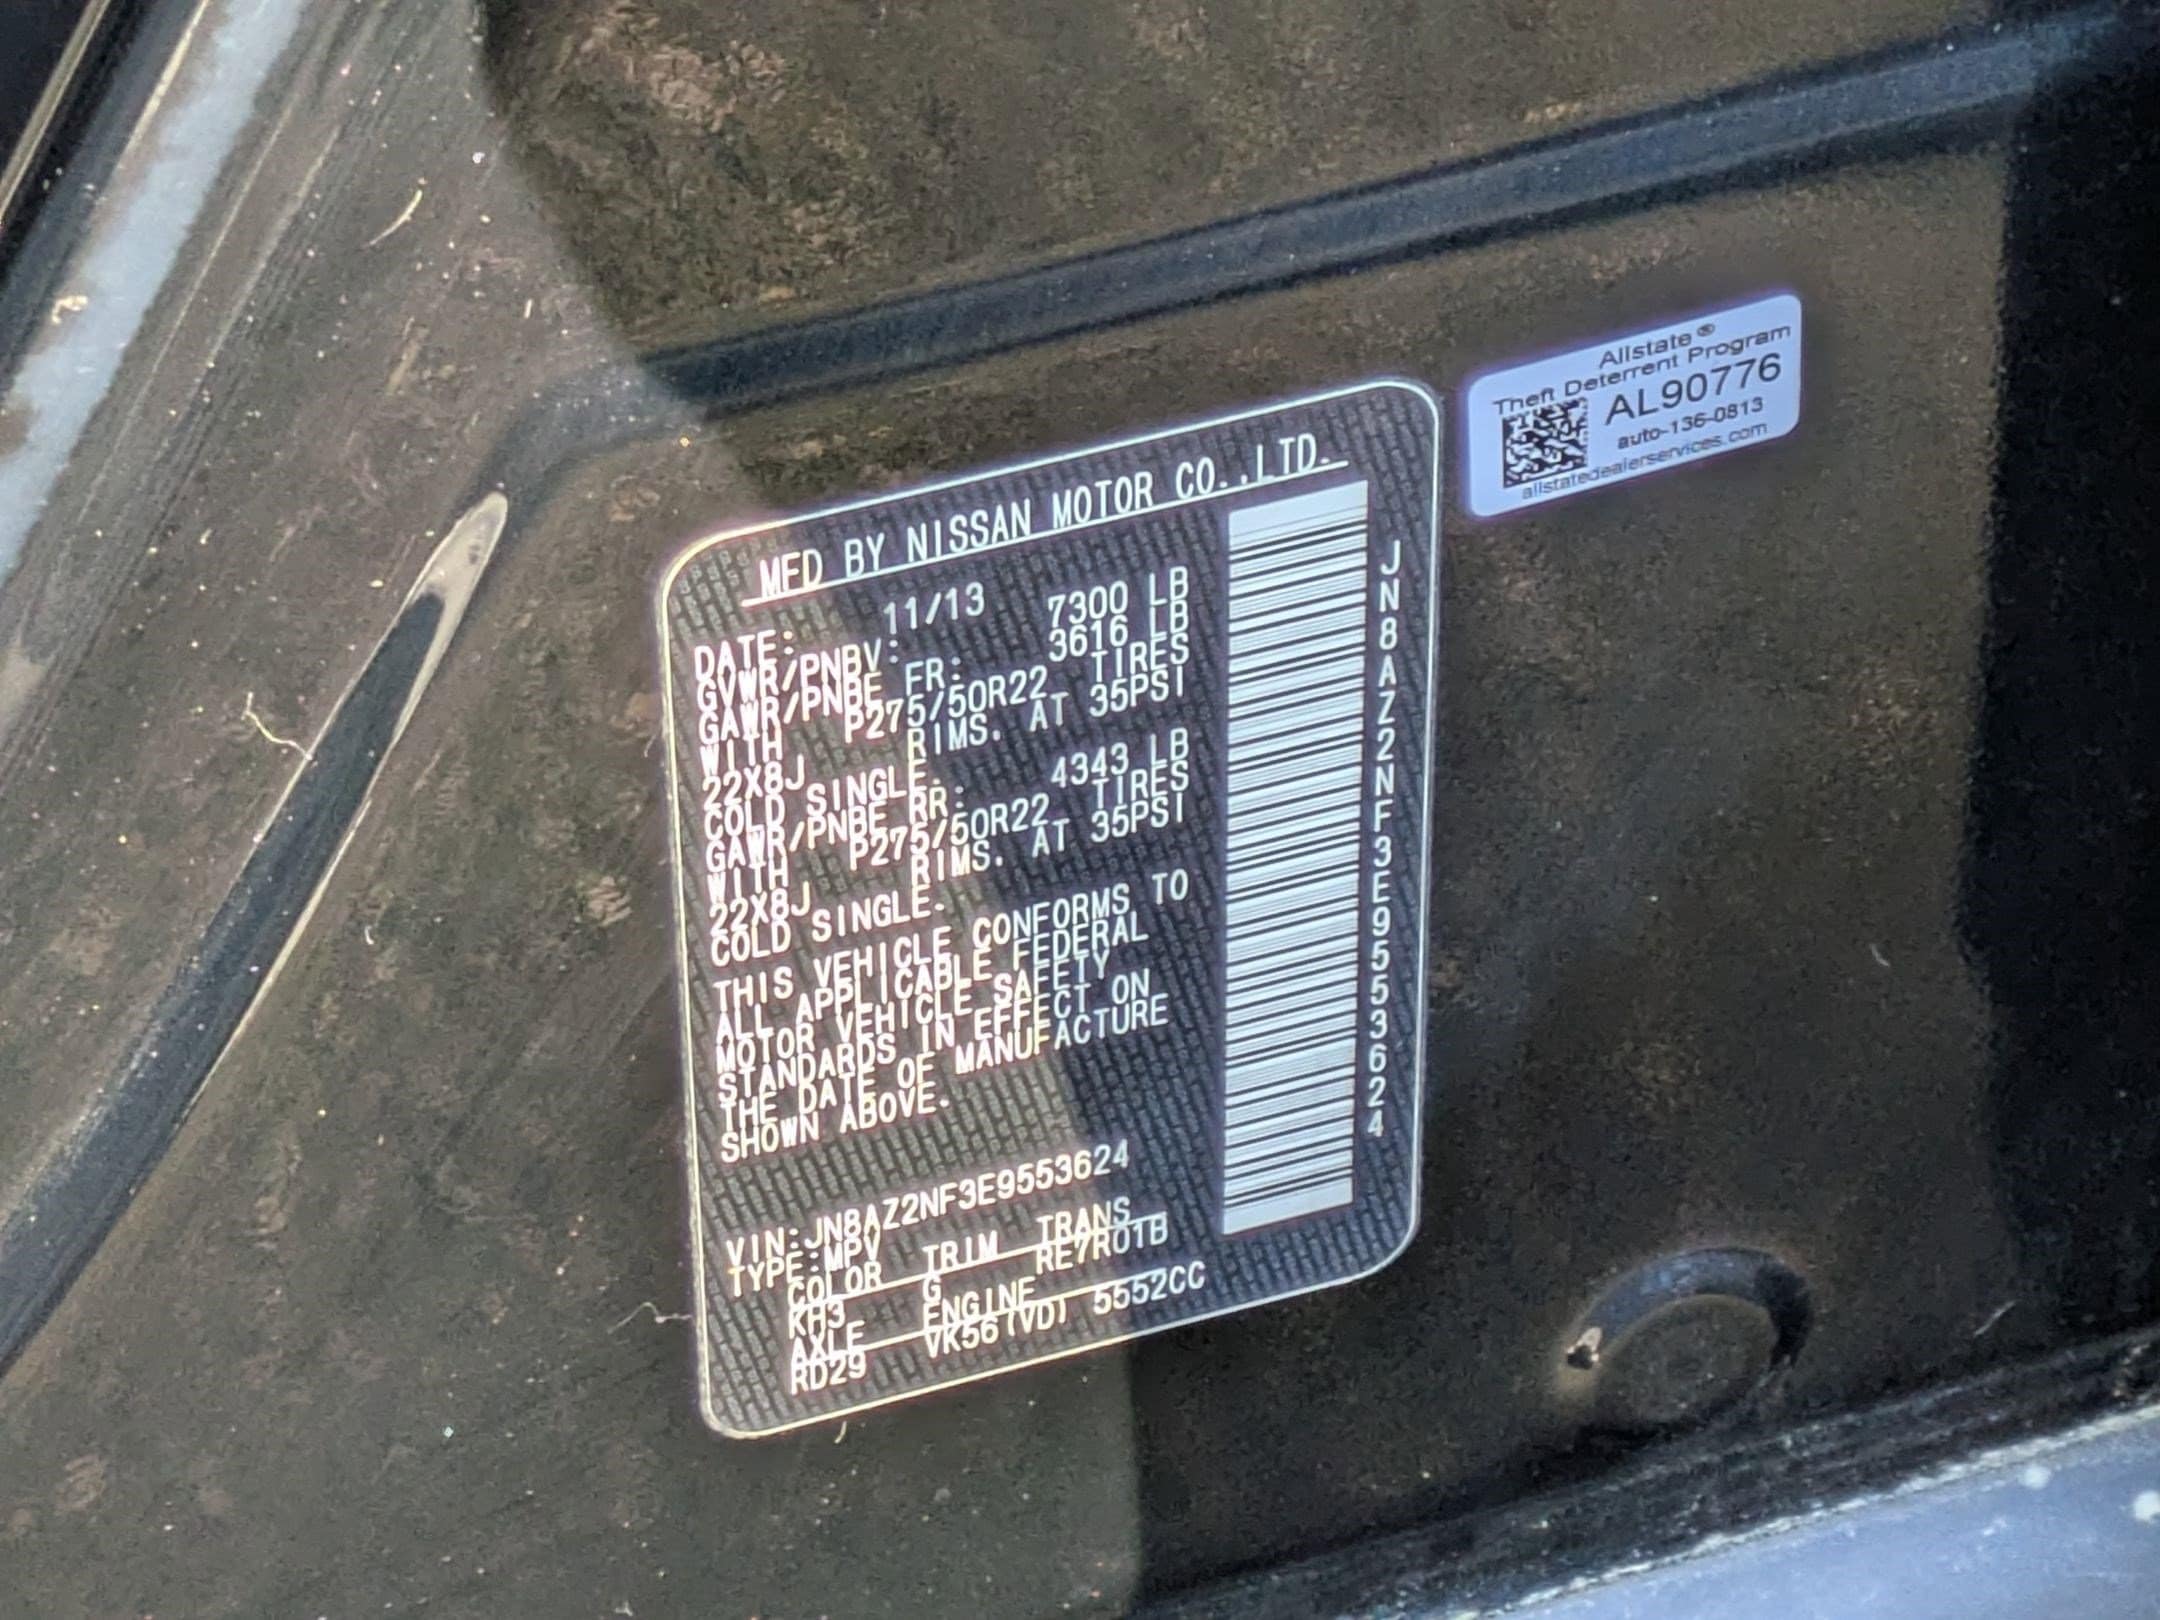 MFD BY NISSAN MOTOR CO.,LTD.
DATE: 11/13
GVWR/PNBV: 7300 LB
GAWR/PNBE FR: 3616 LB
WITH P275/50R22 TIRES
22X8J RIMS. AT 35PSI
COLD SINGLE.
GAWR/PNBE RR: 4343 LB
WITH P275/50R22 TIRES
22X8J RIMS. AT 35PSI
COLD SINGLE.
THIS VEHICLE CONFORMS TO
ALL APPLICABLE FEDERAL
MOTOR VEHICLE SAFETY
STANDARDS IN EFFECT ON
THE DATE OF MANUFACTURE
SHOWN ABOVE.
VIN:JN8AZ2NF3E9553624
TYPE:MPV
COLOR TRIM TRANS
KH3 G RE7R01B
AXLE ENGINE
RD29 VK56(VD) 5552CC
JN8AZ2NF3E9553624
Allstate®
Theft Deterrent Program
AL90776
auto-136-0813
allstatedealerservices.com